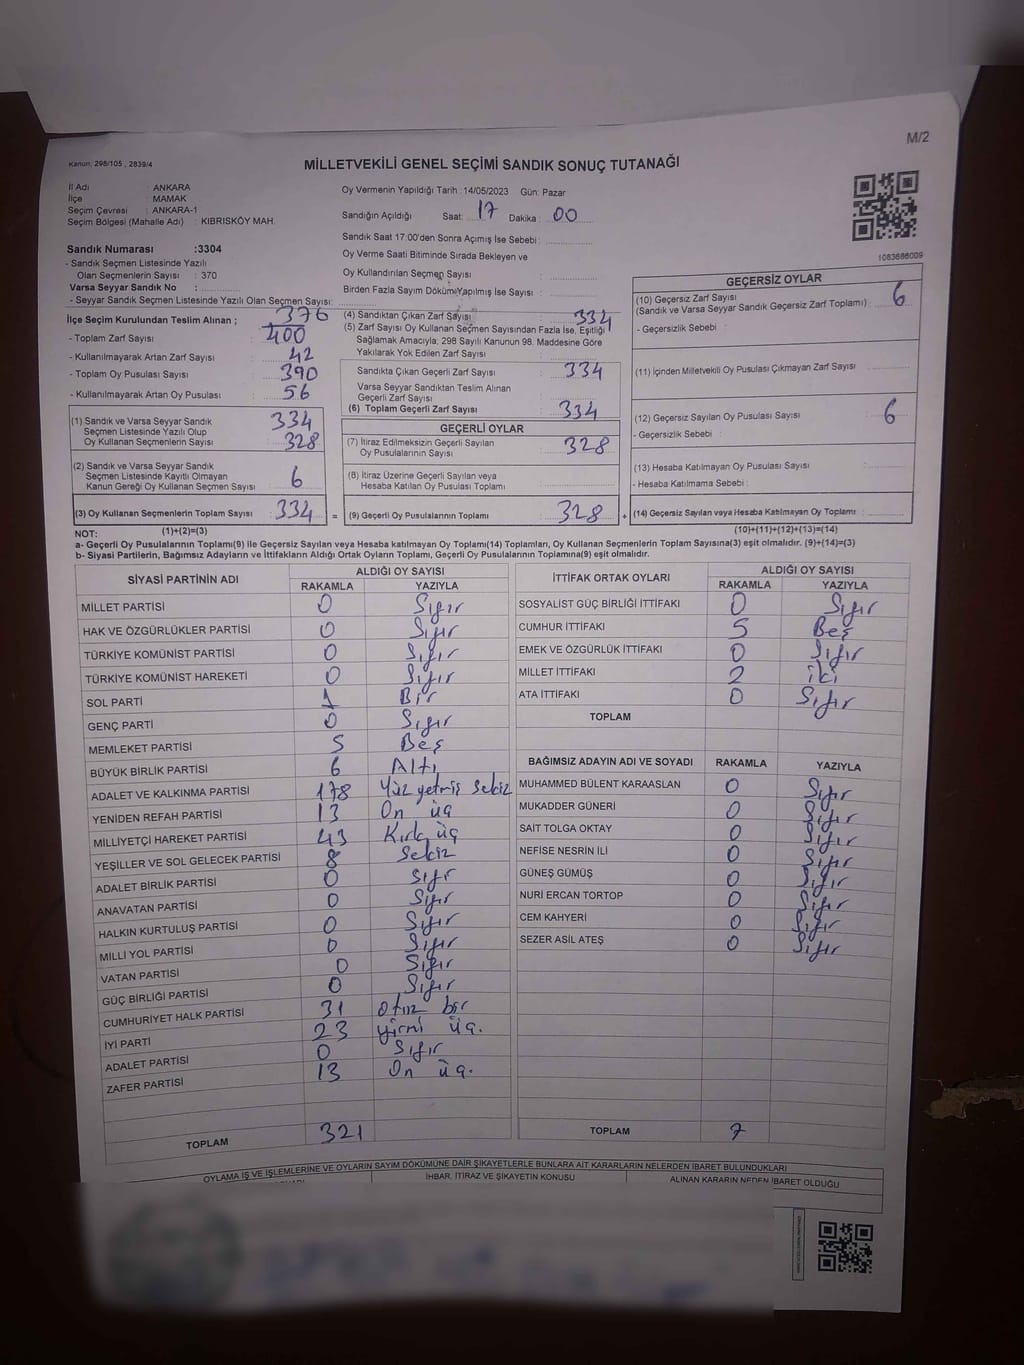 M/2
Kanun, 298/105 , 2839/4
MİLLETVEKİLİ GENEL SEÇİMİ SANDIK SONUÇ TUTANAĞI
İl Adı : ANKARA
İlçe : MAMAK
Seçim Çevresi : ANKARA-1
Seçim Bölgesi (Mahalle Adı) : KIBRISKÖY MAH.
Sandık Numarası :3304
- Sandık Seçmen Listesinde Yazılı
Olan Seçmenlerin Sayısı : 370
Varsa Seyyar Sandık No :
- Seyyar Sandık Seçmen Listesinde Yazılı Olan Seçmen Sayısı:
376
İlçe Seçim Kurulundan Teslim Alınan ;
- Toplam Zarf Sayısı : 400
- Kullanılmayarak Artan Zarf Sayısı : 42
- Toplam Oy Pusulası Sayısı : 390
- Kullanılmayarak Artan Oy Pusulası : 56
(1) Sandık ve Varsa Seyyar Sandık 334
Seçmen Listesinde Yazılı Olup
Oy Kullanan Seçmenlerin Sayısı : 328
(2) Sandık ve Varsa Seyyar Sandık
Seçmen Listesinde Kayıtlı Olmayan
Kanun Gereği Oy Kullanan Seçmen Sayısı : 6
(3) Oy Kullanan Seçmenlerin Toplam Sayısı : 334
(1)+(2)=(3)
Oy Vermenin Yapıldığı Tarih :14/05/2023 Gün: Pazar
Sandığın Açıldığı Saat: 17 Dakika : 00
Sandık Saat 17:00'den Sonra Açımış İse Sebebi :
Oy Verme Saati Bitiminde Sırada Bekleyen ve
Oy Kullandırılan Seçmen Sayısı :
Birden Fazla Sayım Dökümü Yapılmış İse Sayısı :
(4) Sandıktan Çıkan Zarf Sayısı : 334
(5) Zarf Sayısı Oy Kullanan Seçmen Sayısından Fazla İse, Eşitliği
Sağlamak Amacıyla, 298 Sayılı Kanunun 98. Maddesine Göre
Yakılarak Yok Edilen Zarf Sayısı :
Sandıkta Çıkan Geçerli Zarf Sayısı : 334
Varsa Seyyar Sandıktan Teslim Alınan
Geçerli Zarf Sayısı :
(6) Toplam Geçerli Zarf Sayısı : 334
GEÇERLİ OYLAR
(7) İtiraz Edilmeksizin Geçerli Sayılan
Oy Pusulalarının Sayısı : 328
(8) İtiraz Üzerine Geçerli Sayılan veya
Hesaba Katılan Oy Pusulası Toplamı :
= (9) Geçerli Oy Pusulalarının Toplamı : 328 +
1083686009
GEÇERSİZ OYLAR
(10) Geçersiz Zarf Sayısı
(Sandık ve Varsa Seyyar Sandık Geçersiz Zarf Toplamı) : 6
- Geçersizlik Sebebi :
(11) İçinden Milletvekili Oy Pusulası Çıkmayan Zarf Sayısı :
(12) Geçersiz Sayılan Oy Pusulası Sayısı : 6
- Geçersizlik Sebebi :
(13) Hesaba Katılmayan Oy Pusulası Sayısı :
- Hesaba Katılmama Sebebi :
(14) Geçersiz Sayılan veya Hesaba Katılmayan Oy Toplamı :
(10)+(11)+(12)+(13)=(14)
NOT:
a- Geçerli Oy Pusulalarının Toplamı(9) ile Geçersiz veya Hesaba katılmayan Oy Toplamı(14) Toplamları, Oy Kullanan Seçmenlerin Toplam Sayısına(3) eşit olmalıdır. (9)+(14)=(3)
b- Siyasi Partilerin, Bağımsız Adayların ve İttifakların Aldığı Ortak Oyların Toplamı, Geçerli Oy Pusulalarının Toplamına(9) eşit olmalıdır.
SİYASİ PARTİNİN ADI ALDIĞI OY SAYISI
RAKAMLA YAZIYLA
MİLLET PARTİSİ 0 Sıfır
HAK VE ÖZGÜRLÜKLER PARTİSİ 0 Sıfır
TÜRKİYE KOMÜNİST PARTİSİ 0 Sıfır
TÜRKİYE KOMÜNİST HAREKETİ 0 Sıfır
SOL PARTİ 1 Bir
GENÇ PARTİ 0 Sıfır
MEMLEKET PARTİSİ 5 Beş
BÜYÜK BİRLİK PARTİSİ 6 Altı
ADALET VE KALKINMA PARTİSİ 178 Yüz yetmiş sekiz
YENİDEN REFAH PARTİSİ 13 On üç
MİLLİYETÇİ HAREKET PARTİSİ 43 Kırk üç
YEŞİLLER VE SOL GELECEK PARTİSİ 8 Sekiz
ADALET BİRLİK PARTİSİ 0 Sıfır
ANAVATAN PARTİSİ 0 Sıfır
HALKIN KURTULUŞ PARTİSİ 0 Sıfır
MİLLİ YOL PARTİSİ 0 Sıfır
VATAN PARTİSİ 0 Sıfır
GÜÇ BİRLİĞİ PARTİSİ 0 Sıfır
CUMHURİYET HALK PARTİSİ 31 otuz bir
İYİ PARTİ 23 yirmi üç.
ADALET PARTİSİ 0 Sıfır
ZAFER PARTİSİ 13 On üç.
TOPLAM 321
İTTİFAK ORTAK OYLARI ALDIĞI OY SAYISI
RAKAMLA YAZIYLA
SOSYALİST GÜÇ BİRLİĞİ İTTİFAKI 0 Sıfır
CUMHUR İTTİFAKI 5 Beş
EMEK VE ÖZGÜRLÜK İTTİFAKI 0 Sıfır
MİLLET İTTİFAKI 2 iki
ATA İTTİFAKI 0 Sıfır
TOPLAM
BAĞIMSIZ ADAYIN ADI VE SOYADI RAKAMLA YAZIYLA
MUHAMMED BÜLENT KARAASLAN 0 Sıfır
MUKADDER GÜNERİ 0 Sıfır
SAİT TOLGA OKTAY 0 Sıfır
NEFİSE NESRİN İLİ 0 Sıfır
GÜNEŞ GÜMÜŞ 0 Sıfır
NURİ ERCAN TORTOP 0 Sıfır
CEM KAHYERİ 0 Sıfır
SEZER ASİL ATEŞ 0 Sıfır
TOPLAM 7
OYLAMA İŞ VE İŞLEMLERİNE VE OYLARIN SAYIM DÖKÜMÜNE DAİR ŞİKAYETLERLE BUNLARA AİT KARARLARIN NELERDEN İBARET BULUNDUKLARI
İHBAR, İTİRAZ VE ŞİKAYETİN KONUSU
ALINAN KARARIN NEDEN İBARET OLDUĞU